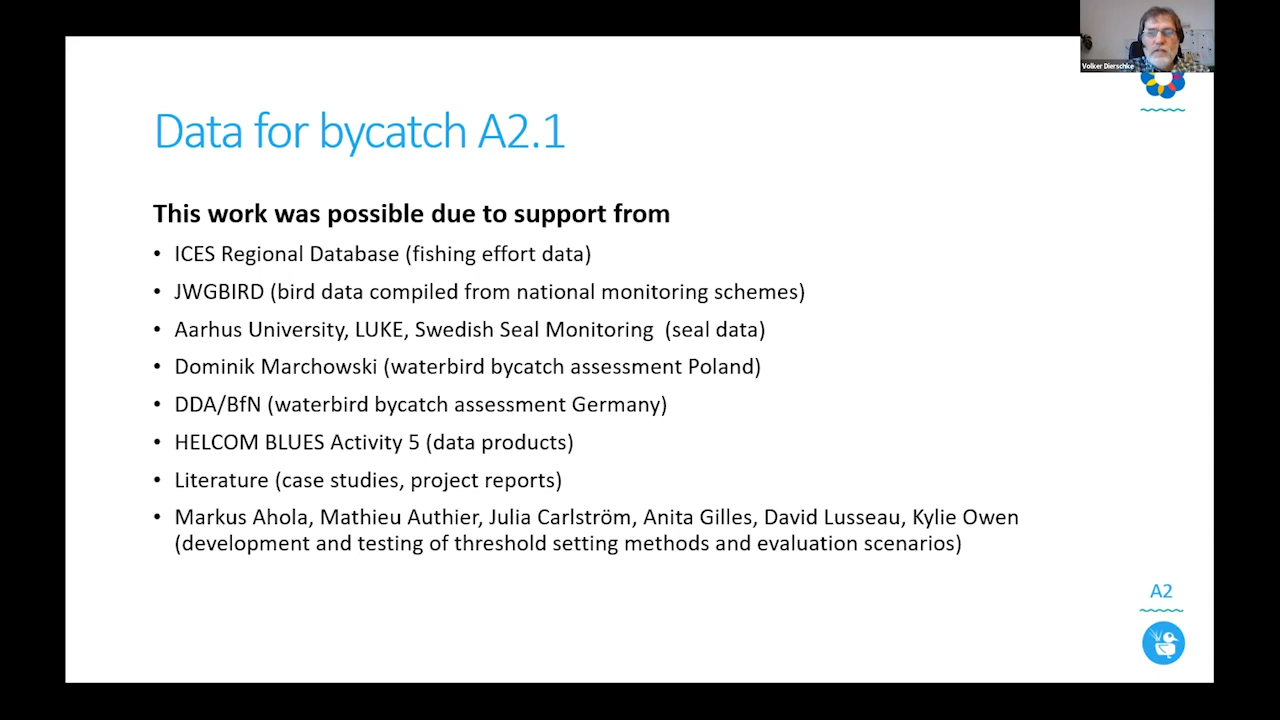 Volker Dierschke
Data for bycatch A2.1
This work was possible due to support from
• ICES Regional Database (fishing effort data)
• JWGBIRD (bird data compiled from national monitoring schemes)
• Aarhus University, LUKE, Swedish Seal Monitoring (seal data)
• Dominik Marchowski (waterbird bycatch assessment Poland)
• DDA/BfN (waterbird bycatch assessment Germany)
• HELCOM BLUES Activity 5 (data products)
• Literature (case studies, project reports)
• Markus Ahola, Mathieu Authier, Julia Carlström, Anita Gilles, David Lusseau, Kylie Owen
(development and testing of threshold setting methods and evaluation scenarios)
A2